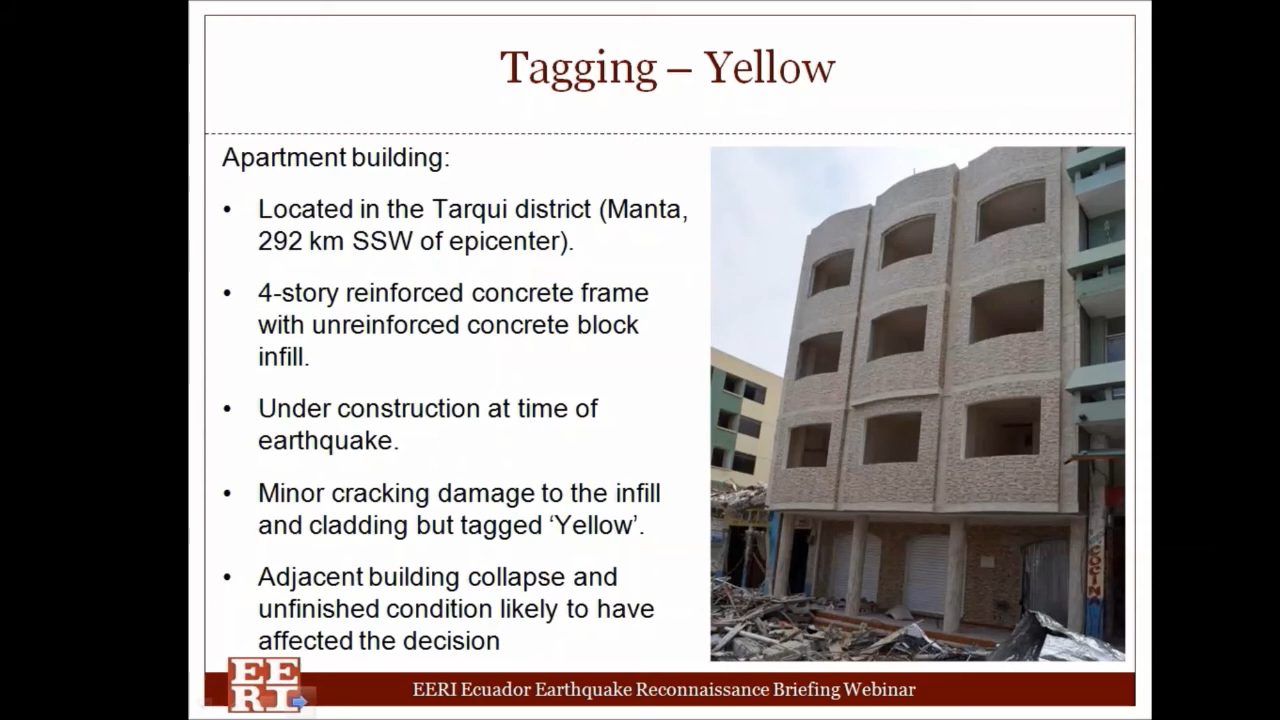 Tagging – Yellow
Apartment building:
• Located in the Tarqui district (Manta,
292 km SSW of epicenter).
• 4-story reinforced concrete frame
with unreinforced concrete block
infill.
• Under construction at time of
earthquake.
• Minor cracking damage to the infill
and cladding but tagged ‘Yellow’.
• Adjacent building collapse and
unfinished condition likely to have
affected the decision
COCINA
EE
RI
EERI Ecuador Earthquake Reconnaissance Briefing Webinar